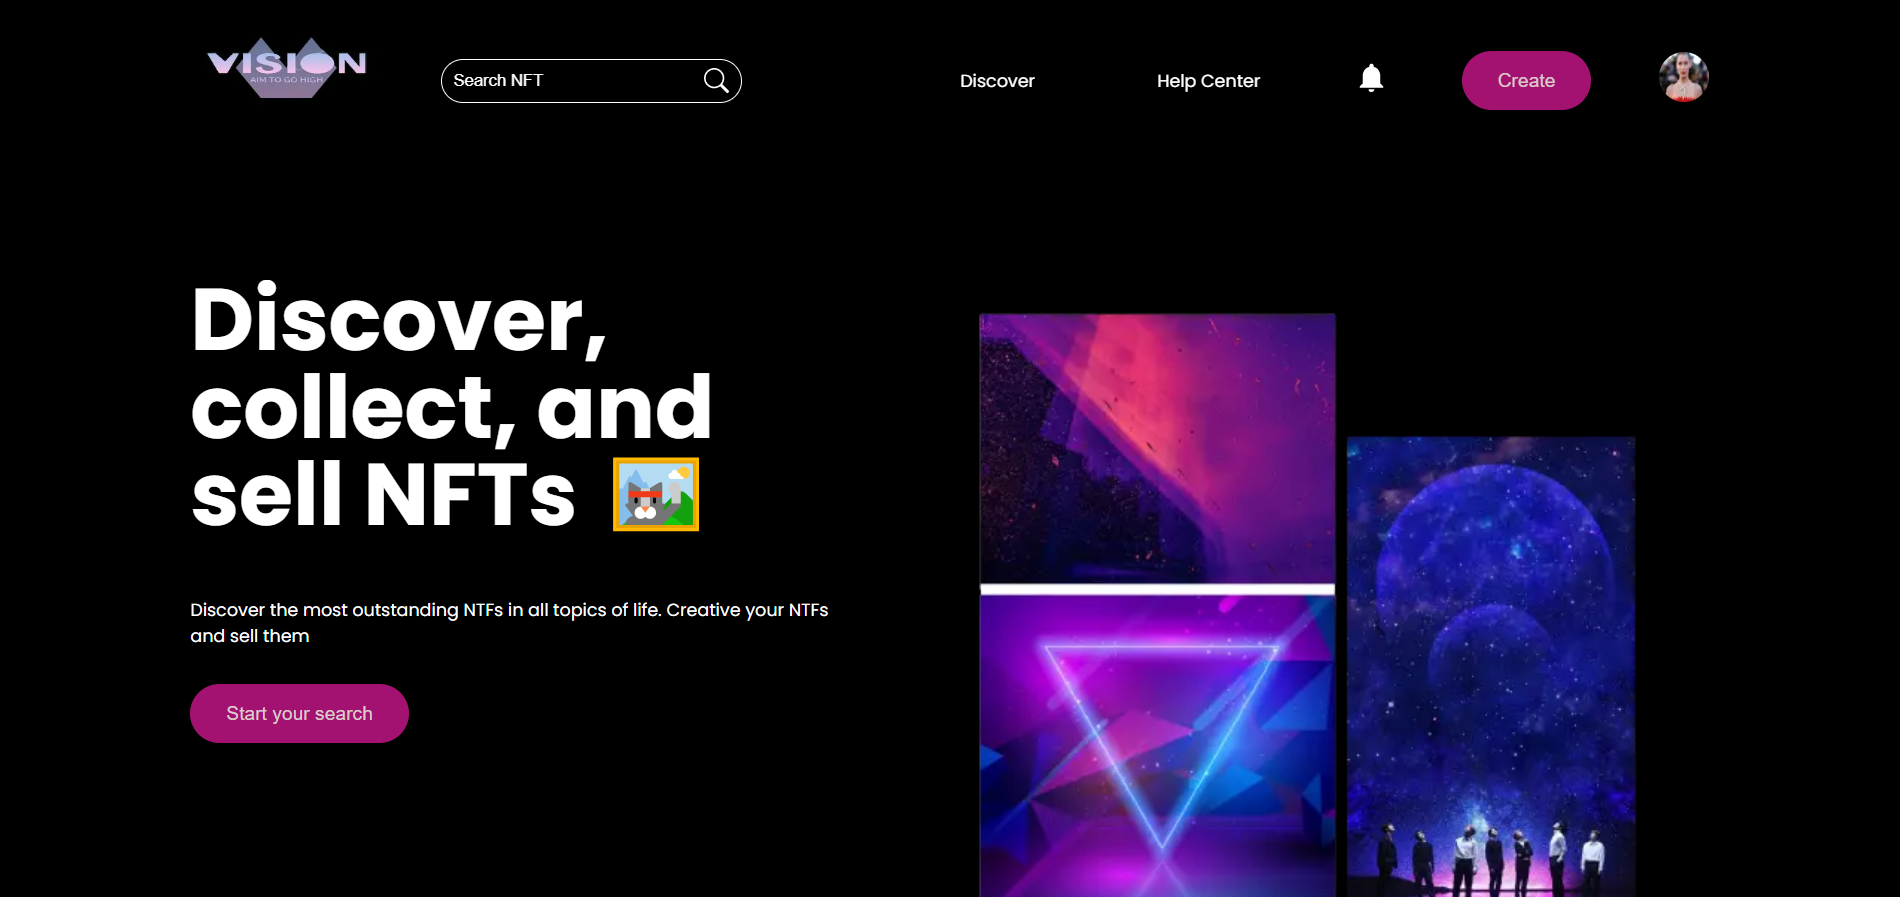 VISION
AIM TO GO HIGH
Search NFT
Discover
Help Center
Create
Discover,
collect, and
sell NFTs
Discover the most outstanding NTFs in all topics of life. Creative your NTFs
and sell them
Start your search